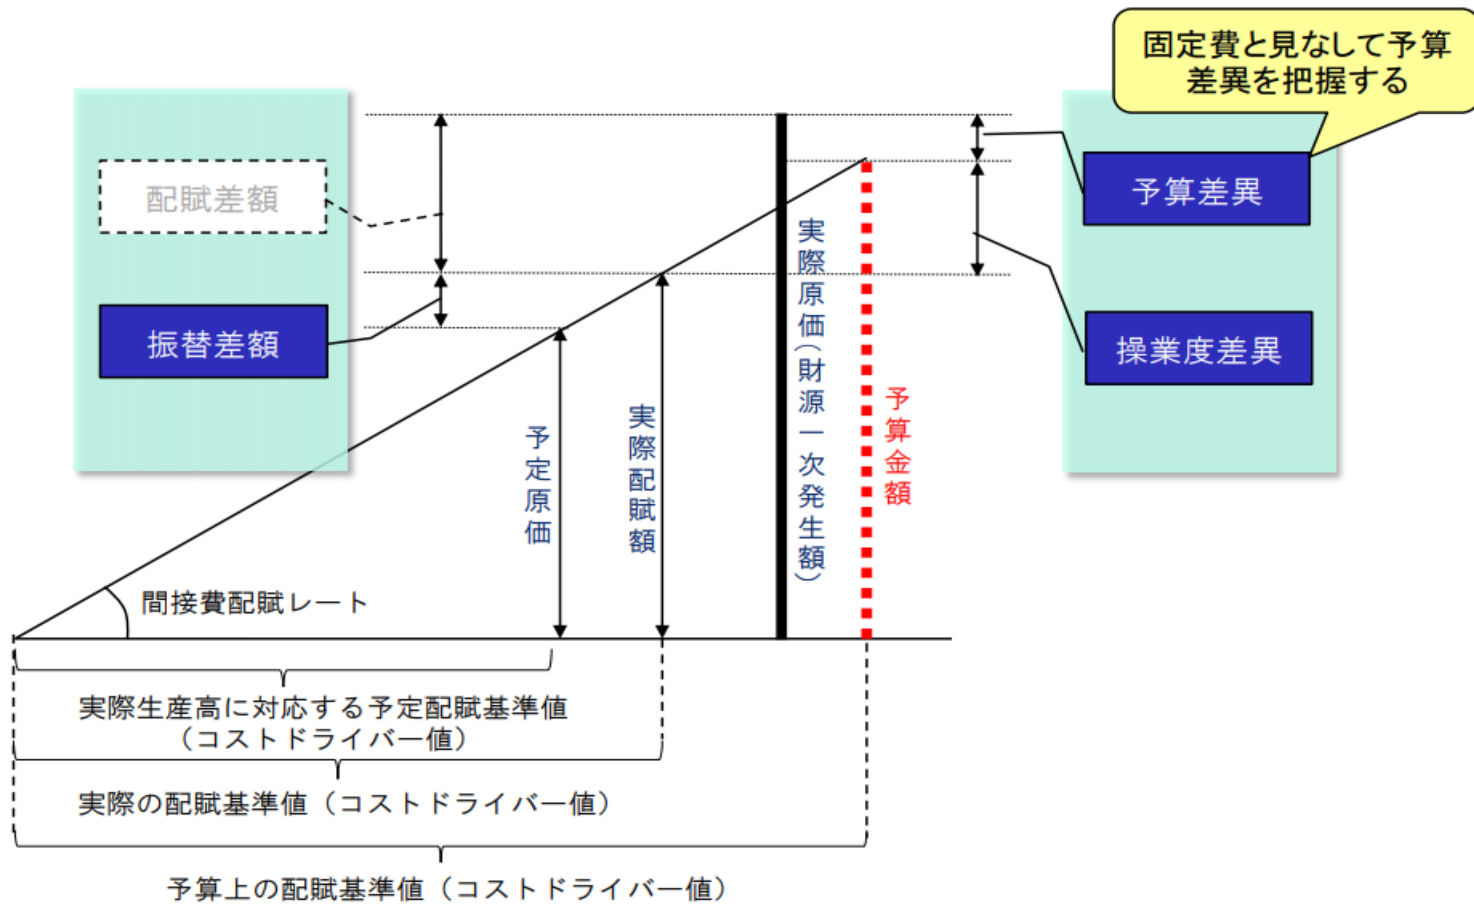 固定費と見なして予算
差異を把握する
配賦差額
振替差額
予算差異
操業度差異
予定原価
実際配賦額
実際原価（財源一次発生額）
予算金額
間接費配賦レート
実際生産高に対応する予定配賦基準値
（コストドライバー値）
実際の配賦基準値（コストドライバー値）
予算上の配賦基準値（コストドライバー値）